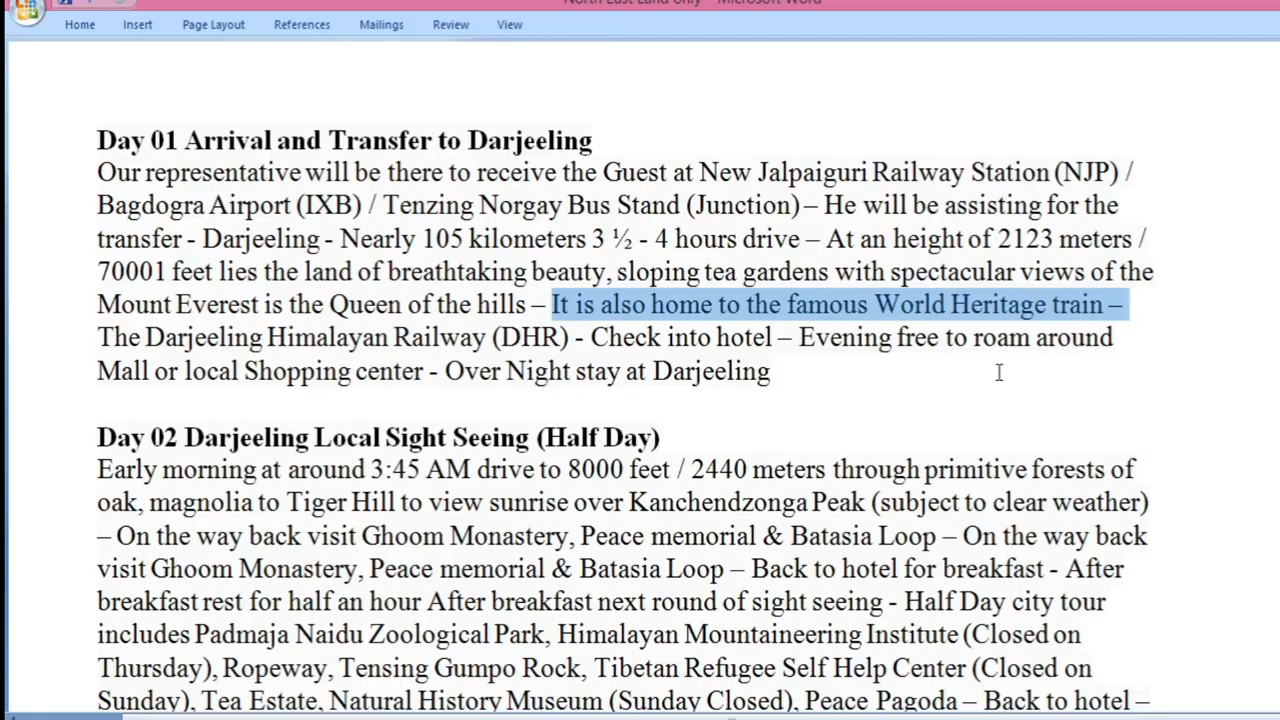 North East Land Only - Microsoft Word
Home Insert Page Layout References Mailings Review View
Day 01 Arrival and Transfer to Darjeeling
Our representative will be there to receive the Guest at New Jalpaiguri Railway Station (NJP) /
Bagdogra Airport (IXB) / Tenzing Norgay Bus Stand (Junction) – He will be assisting for the
transfer - Darjeeling - Nearly 105 kilometers 3 ½ - 4 hours drive – At an height of 2123 meters /
70001 feet lies the land of breathtaking beauty, sloping tea gardens with spectacular views of the
Mount Everest is the Queen of the hills – It is also home to the famous World Heritage train –
The Darjeeling Himalayan Railway (DHR) - Check into hotel – Evening free to roam around
Mall or local Shopping center - Over Night stay at Darjeeling
Day 02 Darjeeling Local Sight Seeing (Half Day)
Early morning at around 3:45 AM drive to 8000 feet / 2440 meters through primitive forests of
oak, magnolia to Tiger Hill to view sunrise over Kanchendzonga Peak (subject to clear weather)
– On the way back visit Ghoom Monastery, Peace memorial & Batasia Loop – On the way back
visit Ghoom Monastery, Peace memorial & Batasia Loop – Back to hotel for breakfast - After
breakfast rest for half an hour After breakfast next round of sight seeing - Half Day city tour
includes Padmaja Naidu Zoological Park, Himalayan Mountaineering Institute (Closed on
Thursday), Ropeway, Tensing Gumpo Rock, Tibetan Refugee Self Help Center (Closed on
Sunday), Tea Estate, Natural History Museum (Sunday Closed), Peace Pagoda – Back to hotel –